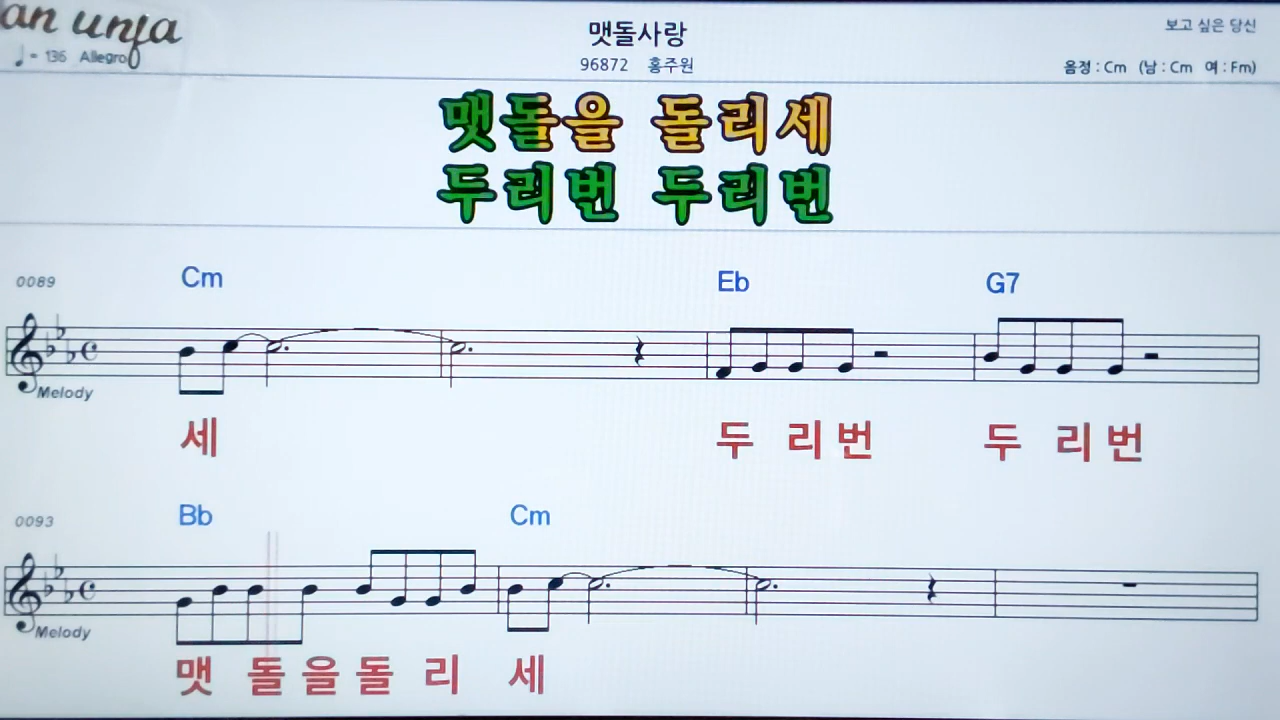 an unja
♩= 136 Allegro
맷돌사랑
96872 홍주원
보고 싶은 당신
음정 : Cm (남 : Cm 여 : Fm)
맷돌을 돌리세
두리번 두리번
0089 Cm Eb G7
Melody
세 두 리 번 두 리 번
0093 Bb Cm
Melody
맷 돌 을 돌 리 세